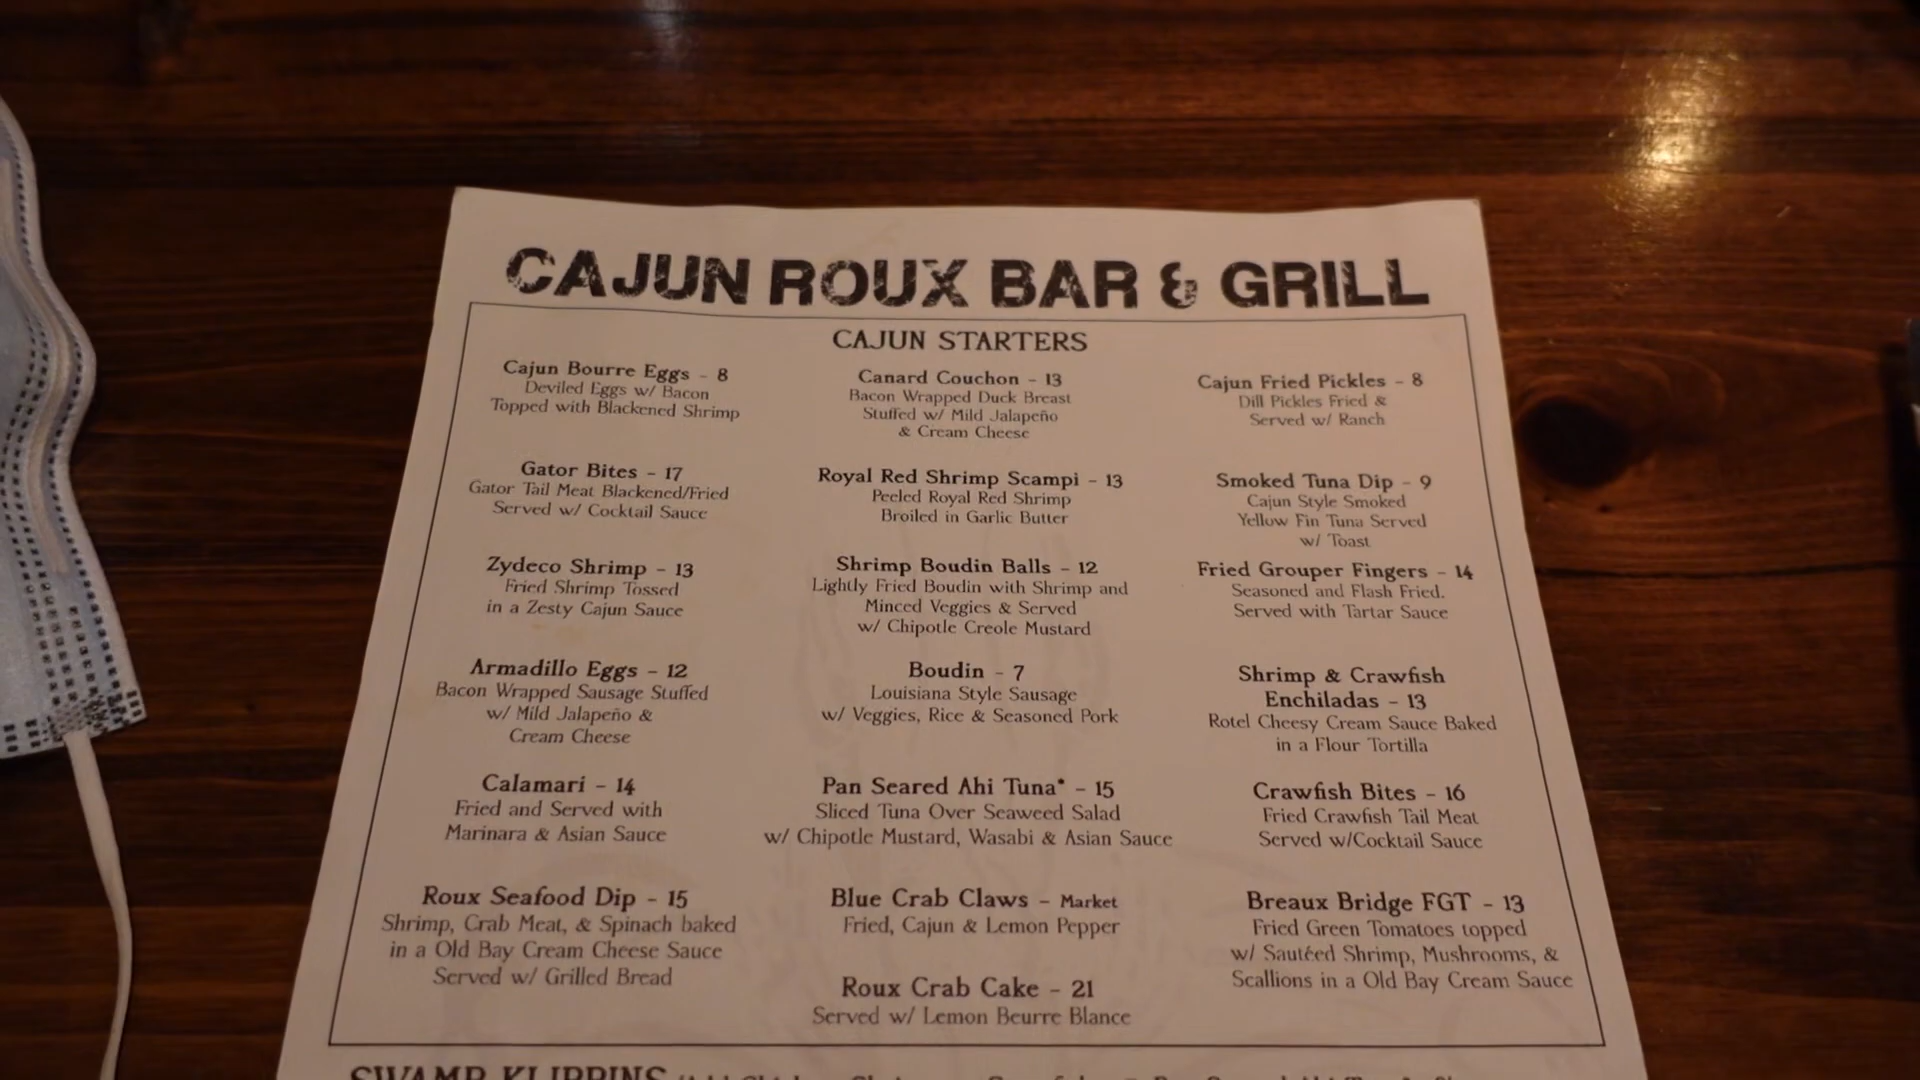 CAJUN ROUX BAR & GRILL
CAJUN STARTERS
Cajun Bourre Eggs - 8
Deviled Eggs w/ Bacon
Topped with Blackened Shrimp
Gator Bites - 17
Gator Tail Meat Blackened/Fried
Served w/ Cocktail Sauce
Zydeco Shrimp - 13
Fried Shrimp Tossed
in a Zesty Cajun Sauce
Armadillo Eggs - 12
Bacon Wrapped Sausage Stuffed
w/ Mild Jalapeño &
Cream Cheese
Calamari - 14
Fried and Served with
Marinara & Asian Sauce
Roux Seafood Dip - 15
Shrimp, Crab Meat, & Spinach baked
in a Old Bay Cream Cheese Sauce
Served w/ Grilled Bread
Canard Couchon - 13
Bacon Wrapped Duck Breast
Stuffed w/ Mild Jalapeño
& Cream Cheese
Royal Red Shrimp Scampi - 13
Peeled Royal Red Shrimp
Broiled in Garlic Butter
Shrimp Boudin Balls - 12
Lightly Fried Boudin with Shrimp and
Minced Veggies & Served
w/ Chipotle Creole Mustard
Boudin - 7
Louisiana Style Sausage
w/ Veggies, Rice & Seasoned Pork
Pan Seared Ahi Tuna* - 15
Sliced Tuna Over Seaweed Salad
w/ Chipotle Mustard, Wasabi & Asian Sauce
Blue Crab Claws - Market
Fried, Cajun & Lemon Pepper
Roux Crab Cake - 21
Served w/ Lemon Beurre Blance
Cajun Fried Pickles - 8
Dill Pickles Fried &
Served w/ Ranch
Smoked Tuna Dip - 9
Cajun Style Smoked
Yellow Fin Tuna Served
w/ Toast
Fried Grouper Fingers - 14
Seasoned and Flash Fried.
Served with Tartar Sauce
Shrimp & Crawfish
Enchiladas - 13
Rotel Cheesy Cream Sauce Baked
in a Flour Tortilla
Crawfish Bites - 16
Fried Crawfish Tail Meat
Served w/Cocktail Sauce
Breaux Bridge FGT - 13
Fried Green Tomatoes topped
w/ Sautéed Shrimp, Mushrooms, &
Scallions in a Old Bay Cream Sauce
SWAMP KLIPPINS